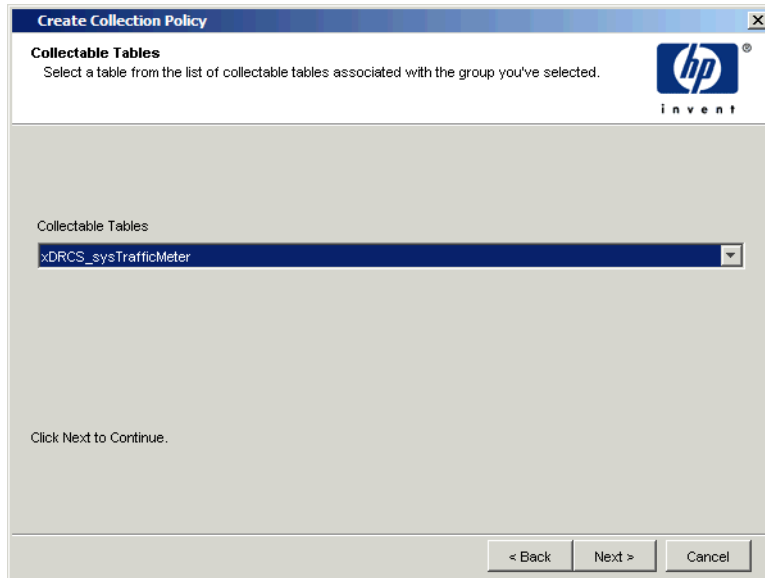 Create Collection Policy
Collectable Tables
Select a table from the list of collectable tables associated with the group you've selected.
hp
®
invent
Collectable Tables
xDRCS_sysTrafficMeter
Click Next to Continue.
< Back
Next >
Cancel